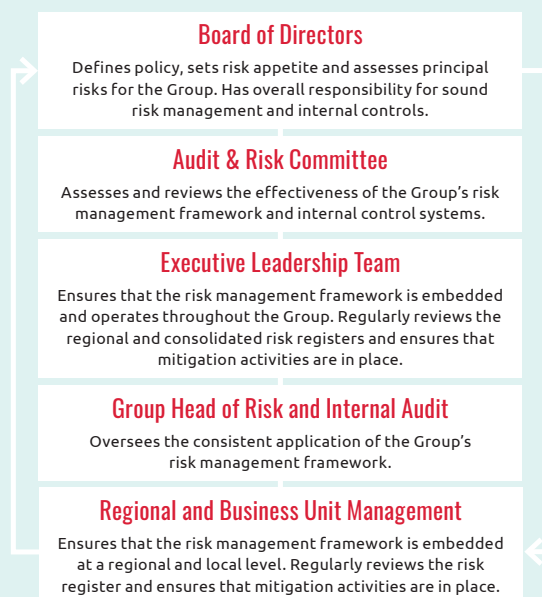 Board of Directors
Defines policy, sets risk appetite and assesses principal
risks for the Group. Has overall responsibility for sound
risk management and internal controls.
Audit & Risk Committee
Assesses and reviews the effectiveness of the Group’s risk
management framework and internal control systems.
Executive Leadership Team
Ensures that the risk management framework is embedded
and operates throughout the Group. Regularly reviews the
regional and consolidated risk registers and ensures that
mitigation activities are in place.
Group Head of Risk and Internal Audit
Oversees the consistent application of the Group’s
risk management framework.
Regional and Business Unit Management
Ensures that the risk management framework is embedded
at a regional and local level. Regularly reviews the risk
register and ensures that mitigation activities are in place.